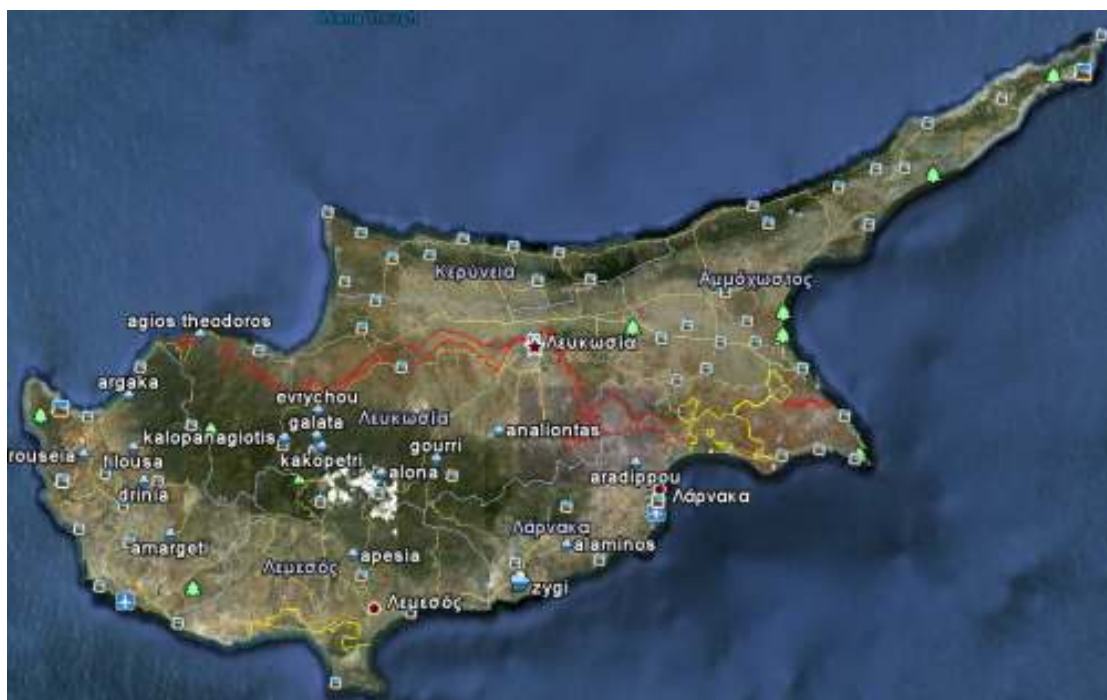 Κερύνεια
Αμμόχωστος
agios theodoros
Λευκωσία
argaka
evrychou
Λευκωσία
galata
kalopanagiotis
gourri
analiontas
rouseia
filousa
kakopetri
alona
aradippou
drinia
Λάρνακα
Λάρνακα
amargeti
alaminos
apesia
Λεμεσός
zygi
Λεμεσός